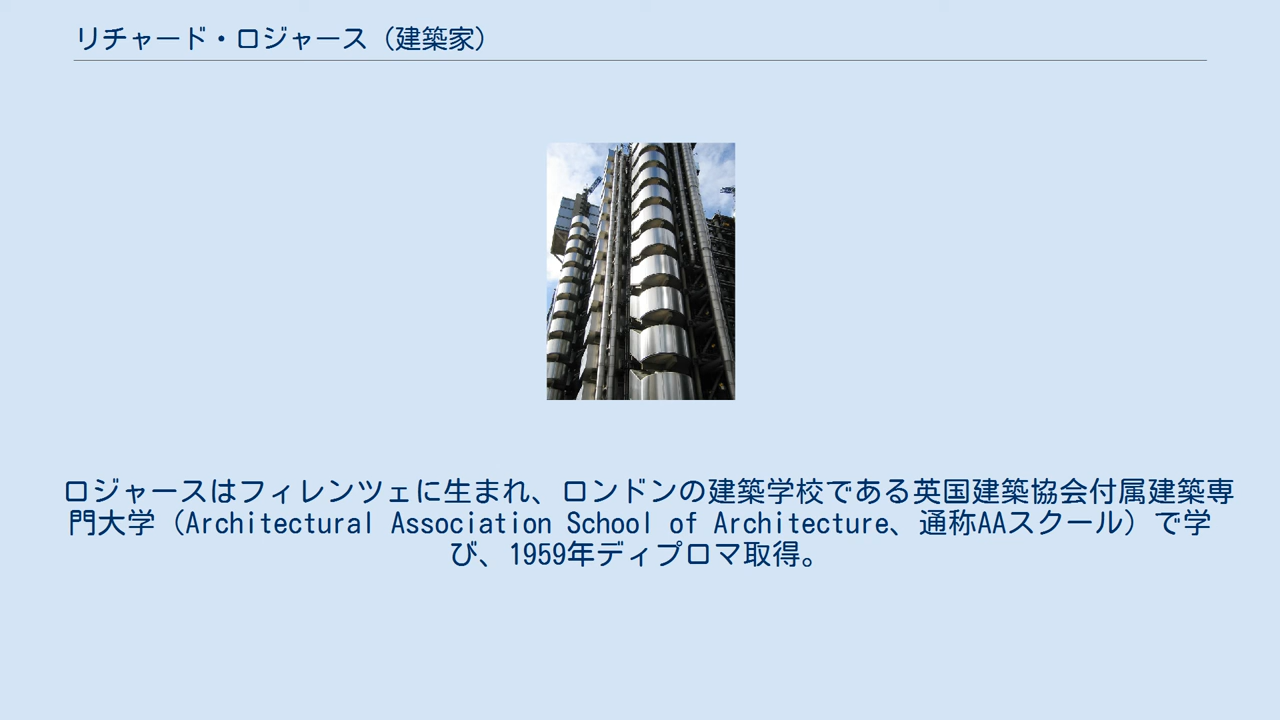 リチャード・ロジャース（建築家）
ロジャースはフィレンツェに生まれ、ロンドンの建築学校である英国建築協会付属建築専
門大学（Architectural Association School of Architecture、通称AAスクール）で学
び、1959年ディプロマ取得。